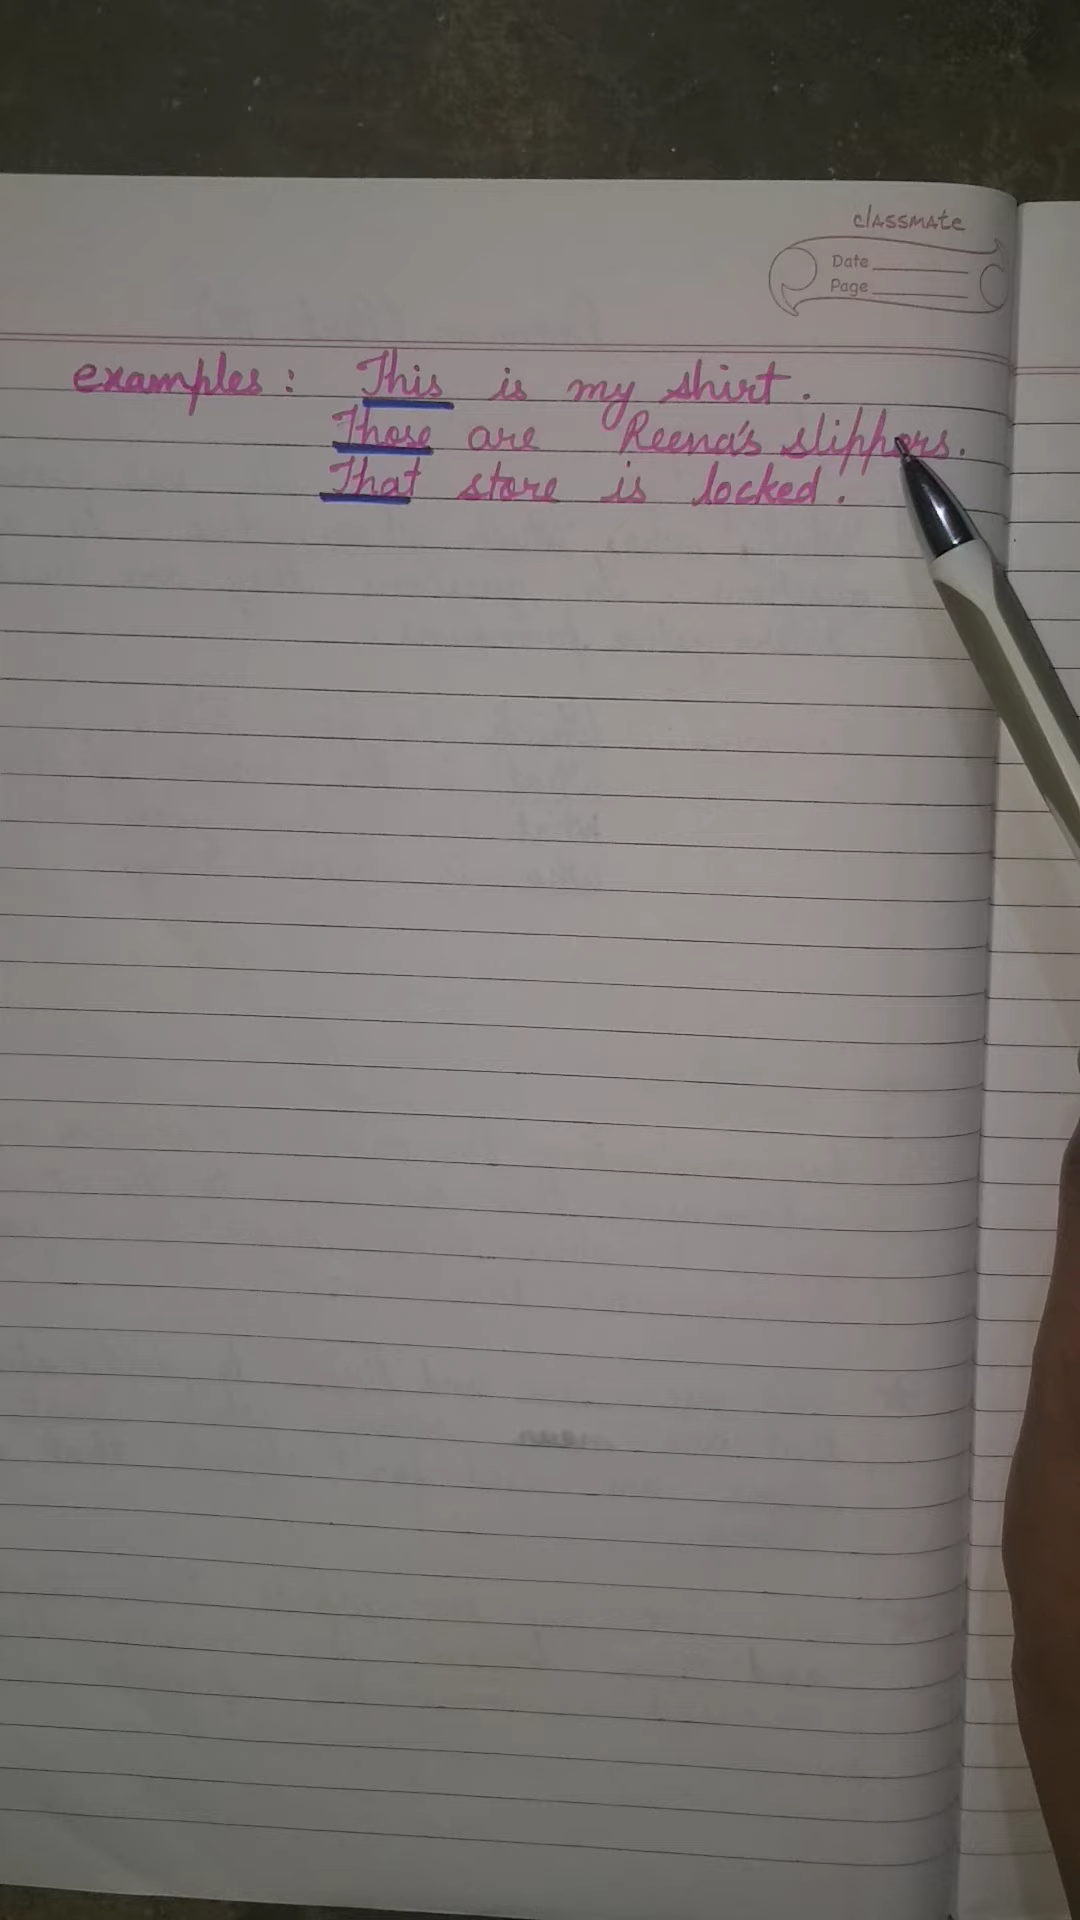 classmate
Date
Page
examples: This is my shirt.
Those are Reena's slippers.
That store is locked.